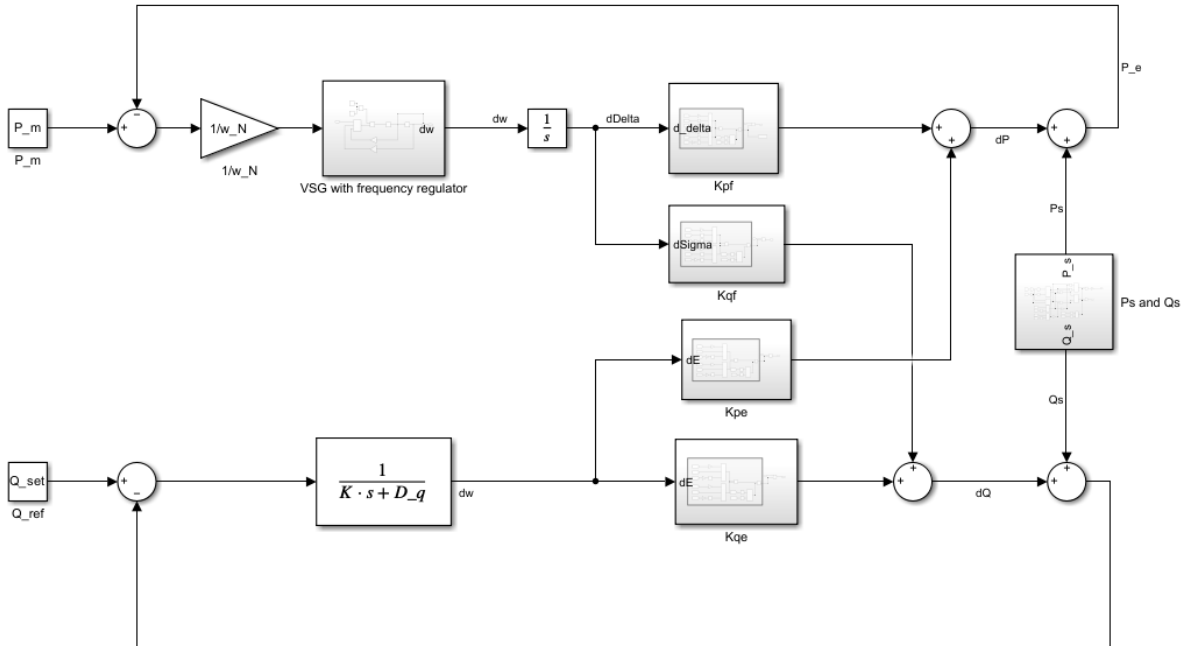 P_e
P_m
P_m
1/w_N
1/w_N
dw
VSG with frequency regulator
dw
1
s
dDelta
d_delta
Kpf
dP
dSigma
Kqf
Ps
P_s
Q_s
Ps and Qs
Qs
dE
Kpe
Q_set
Q_ref
1
K · s + D_q
dw
dE
Kqe
dQ